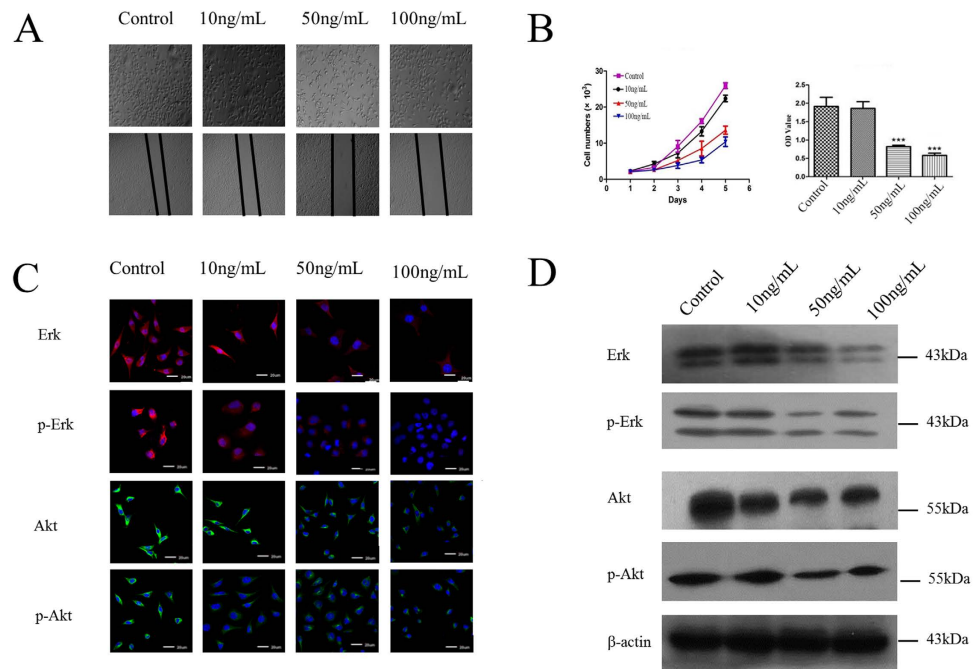 A
Control 10ng/mL 50ng/mL 100ng/mL
B
30
20
10
0
0 1 2 3 4 5 6
Cell numbers (× 10³)
Days
Control
10ng/mL
50ng/mL
100ng/mL
2.5
2.0
1.5
1.0
0.5
0.0
OD Value
***
***
Control 10ng/mL 50ng/mL 100ng/mL
C
Control 10ng/mL 50ng/mL 100ng/mL
Erk
p-Erk
Akt
p-Akt
D
Control 10ng/mL 50ng/mL 100ng/mL
Erk 43kDa
p-Erk 43kDa
Akt 55kDa
p-Akt 55kDa
β-actin 43kDa